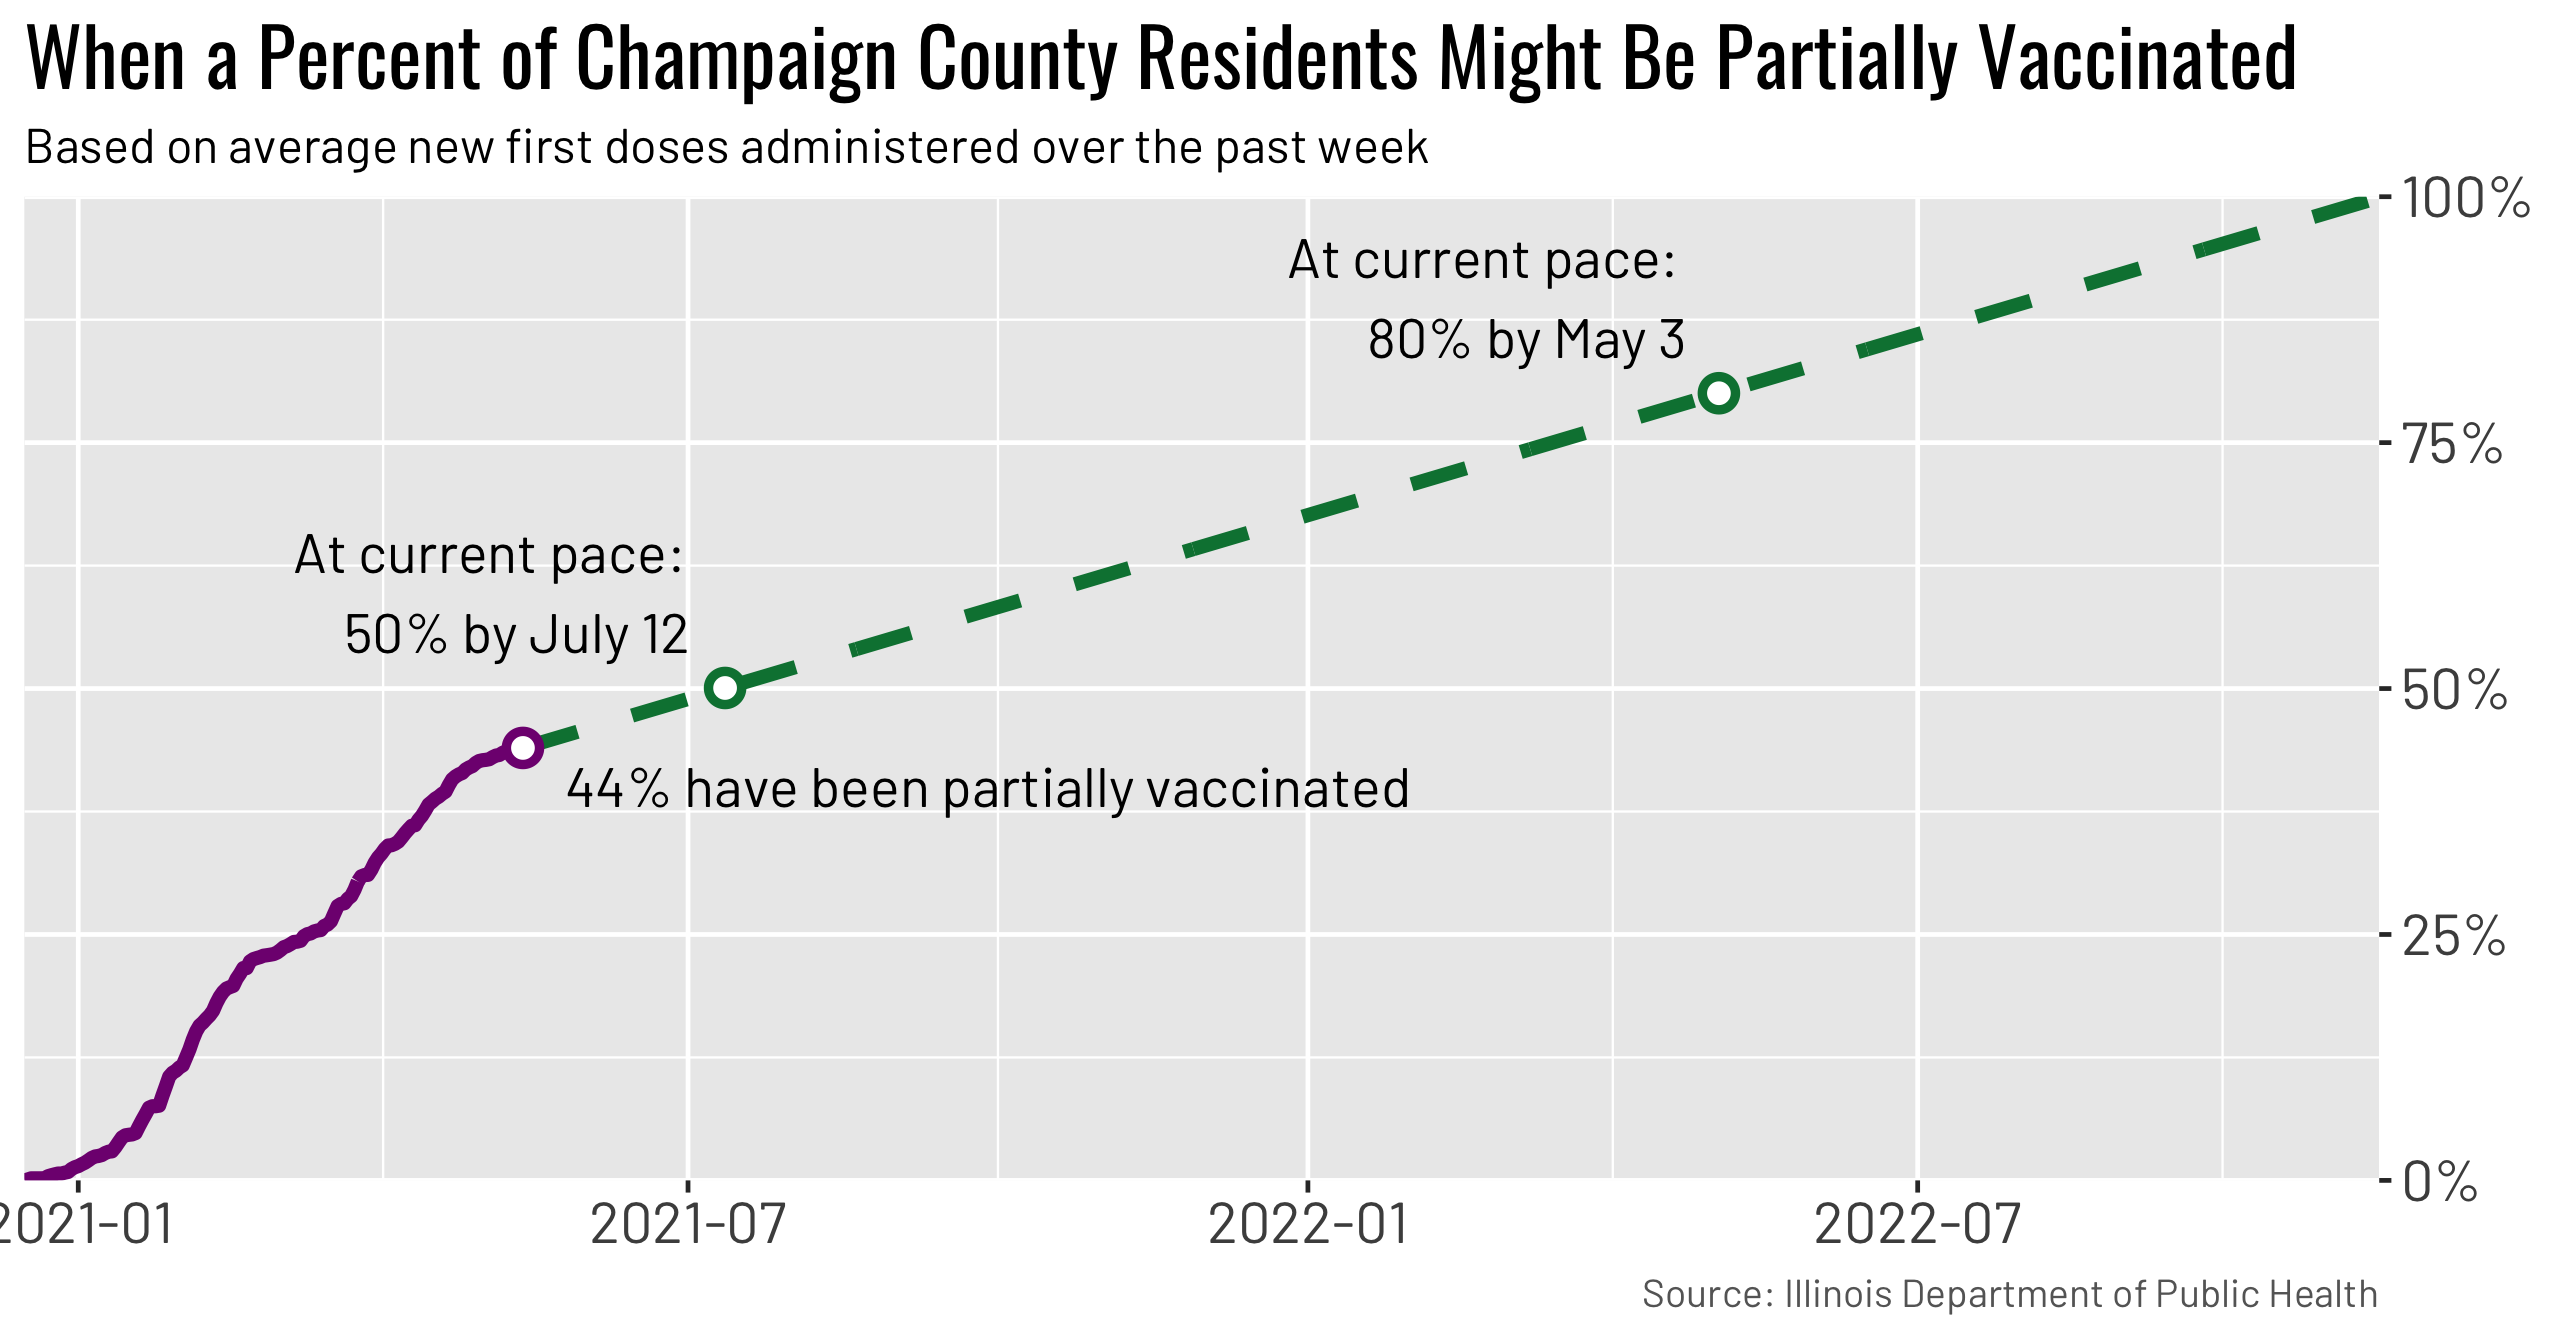 When a Percent of Champaign County Residents Might Be Partially Vaccinated
Based on average new first doses administered over the past week
100%
At current pace:
80% by May 3
75%
At current pace:
50% by July 12
50%
44% have been partially vaccinated
25%
0%
2021-01
2021-07
2022-01
2022-07
Source: Illinois Department of Public Health